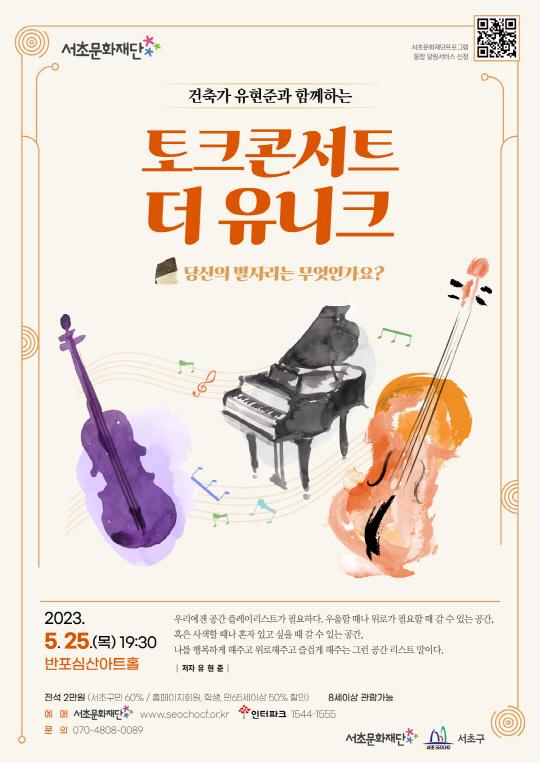 서초문화재단
서초문화재단프로그램
통합 알림서비스 신청
건축가 유현준과 함께하는
토크콘서트
더 유니크
당신의 별자리는 무엇인가요?
2023.
5. 25.(목) 19:30
반포심산아트홀
우리에겐 공간 플레이리스트가 필요하다. 우울할 때나 위로가 필요할 때 갈 수 있는 공간,
혹은 사색할 때나 혼자 있고 싶을 때 갈 수 있는 공간,
나를 행복하게 해주고 위로해주고 즐겁게 해주는 그런 공간 리스트 말이다.
| 저자 유 현 준 |
전석 2만원 (서초구민 60% / 홈페이지회원, 학생, 만65세이상 50% 할인) 8세이상 관람가능
예 매 서초문화재단 www.seochocf.or.kr 인터파크 1544-1555
문 의 070-4808-0089
서초문화재단 서초구